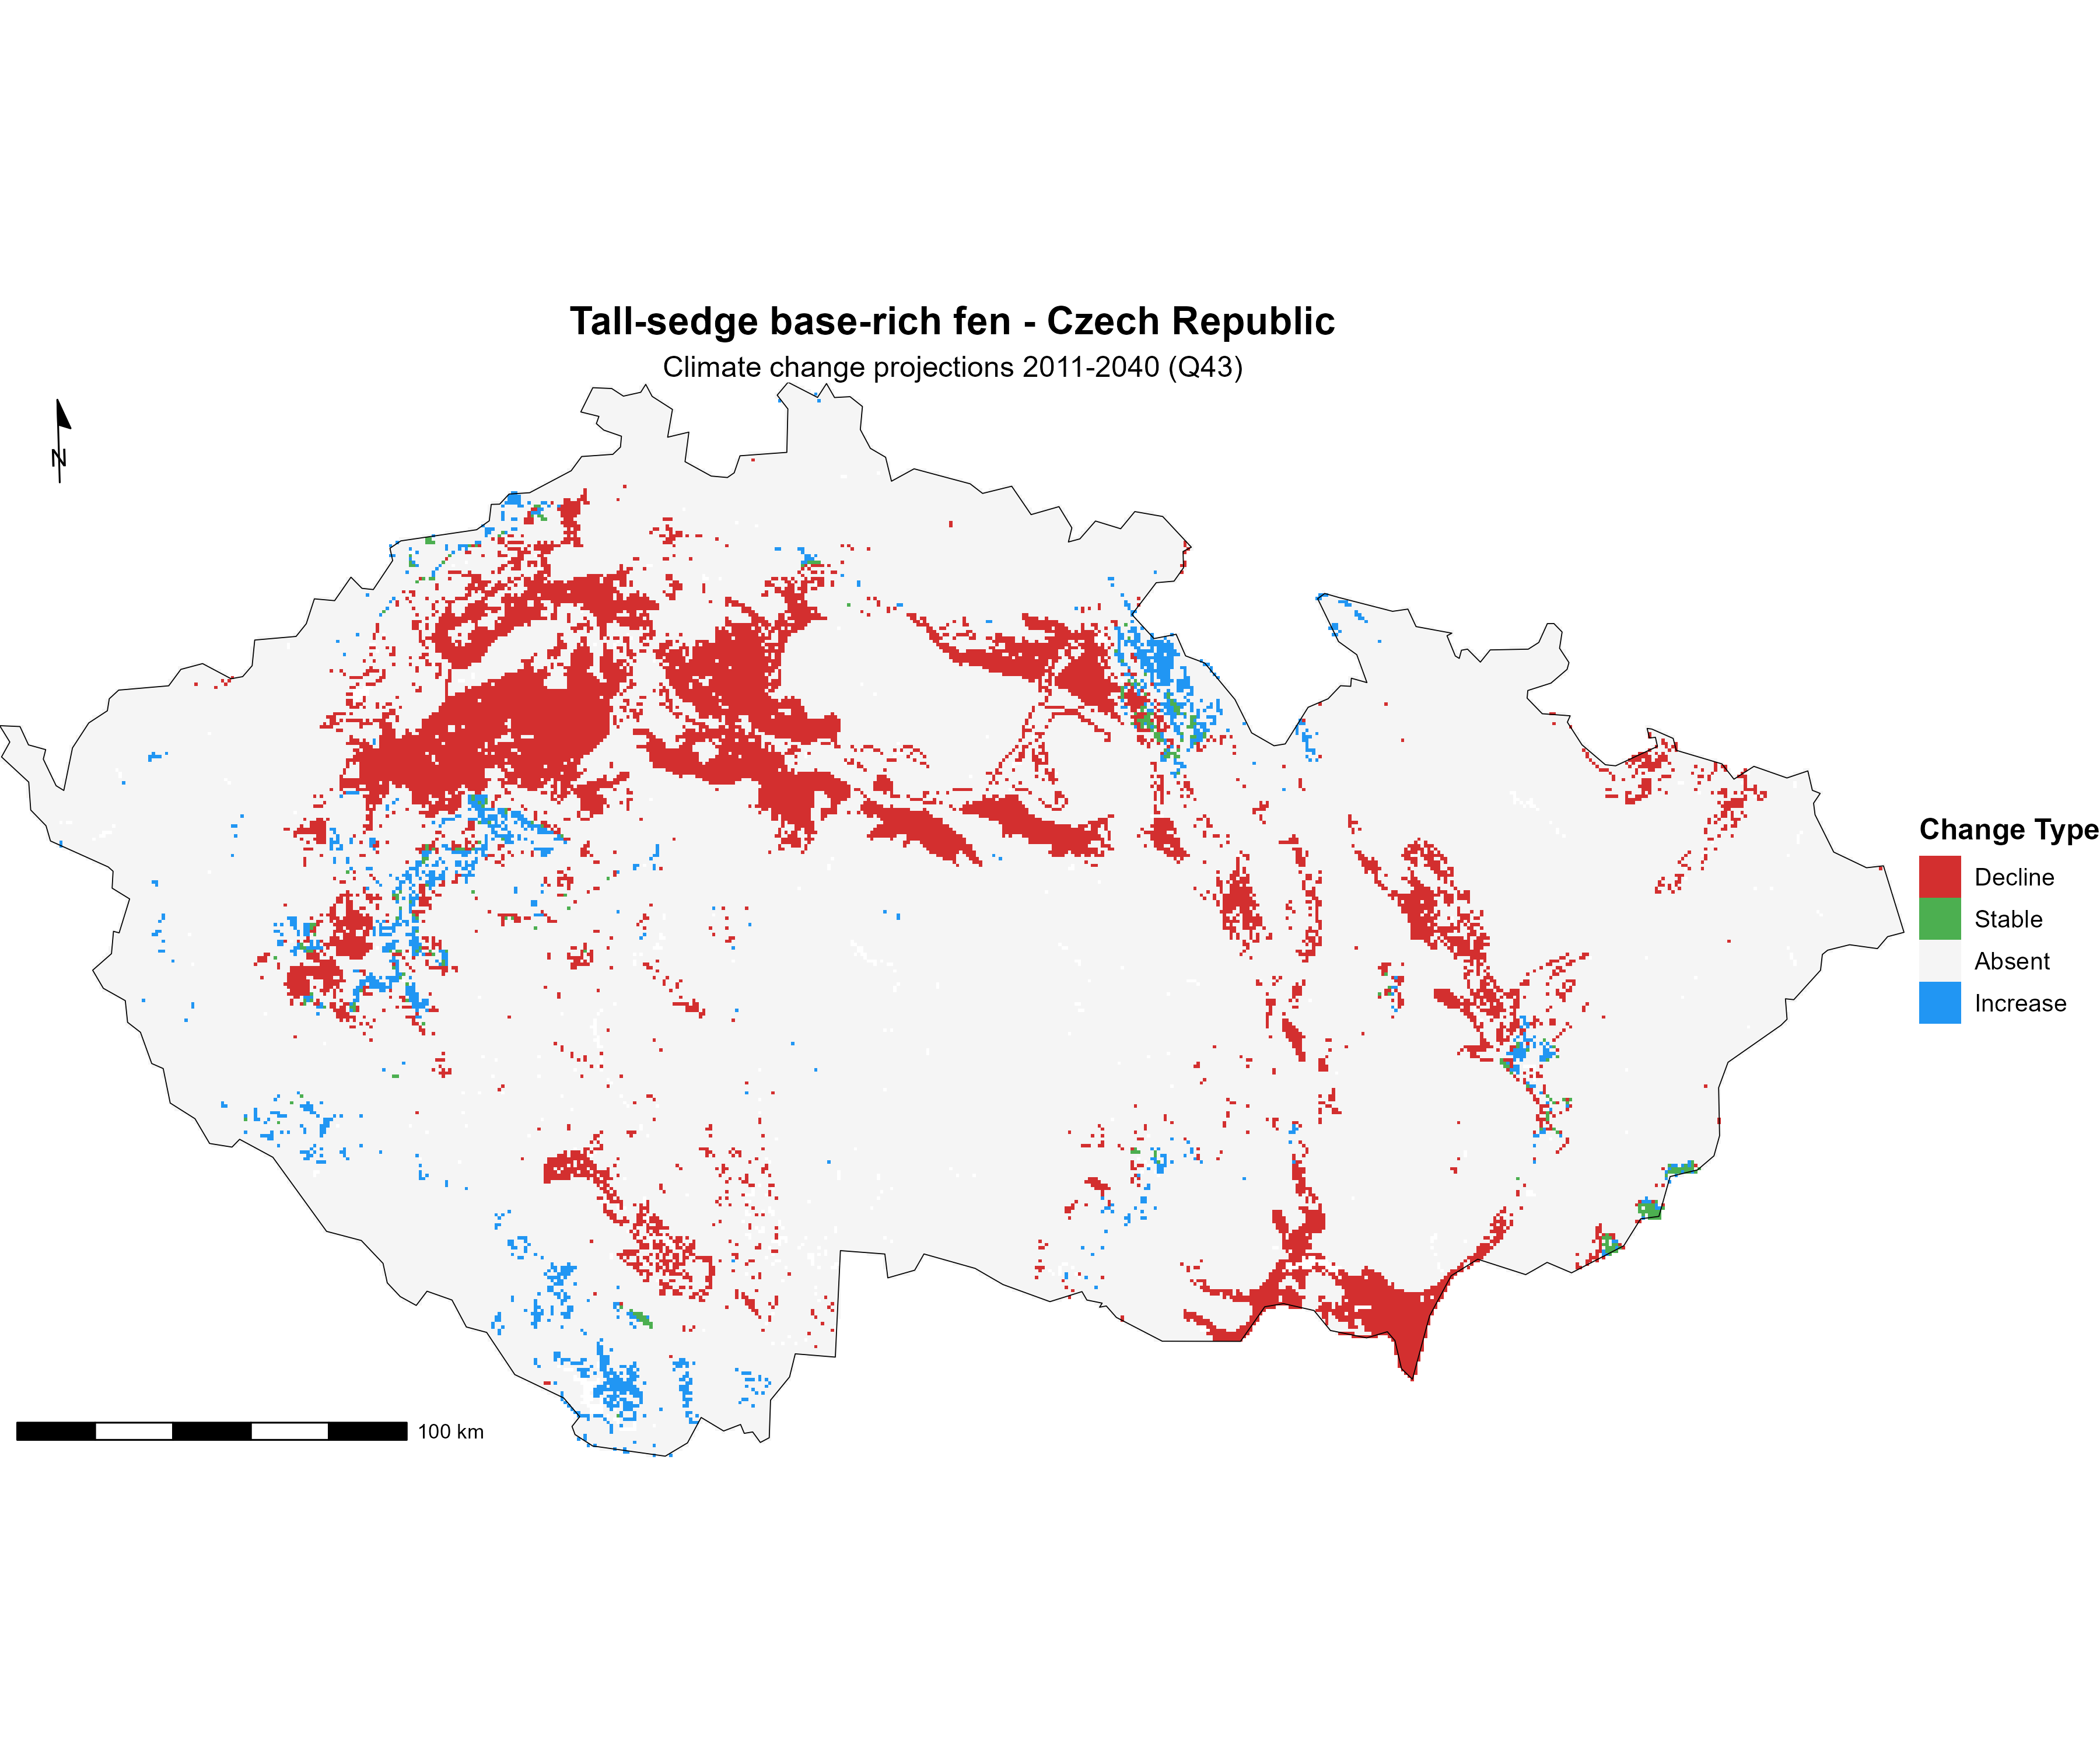 Tall-sedge base-rich fen - Czech Republic
Climate change projections 2011-2040 (Q43)
N
Change Type
Decline
Stable
Absent
Increase
100 km